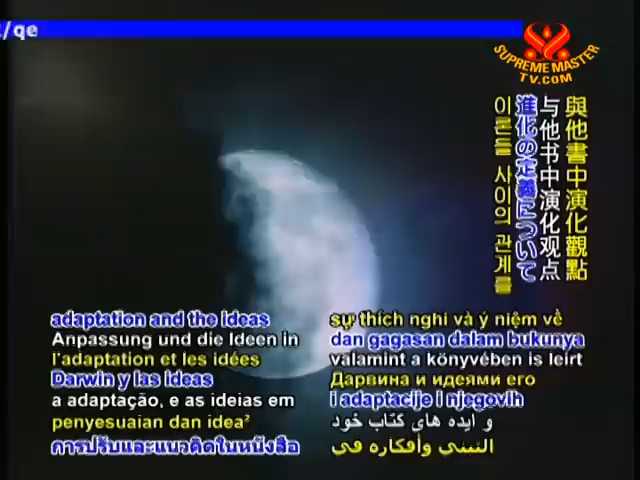 /qe
SUPREME MASTER
TV.COM
與他書中演化觀點
与他书中演化观点
進化の定義について
이론들 사이의 관계를
adaptation and the ideas
Anpassung und die Ideen in
l'adaptation et les idées
Darwin y las ideas
a adaptação, e as ideias em
penyesuaian dan idea²
การปรับและแนวคิดในหนังสือ
sự thích nghi và ý niệm về
dan gagasan dalam bukunya
valamint a könyvében is leírt
Дарвина и идеями его
i adaptacije i njegovih
و ایده های کتاب خود
التبني وأفكاره في